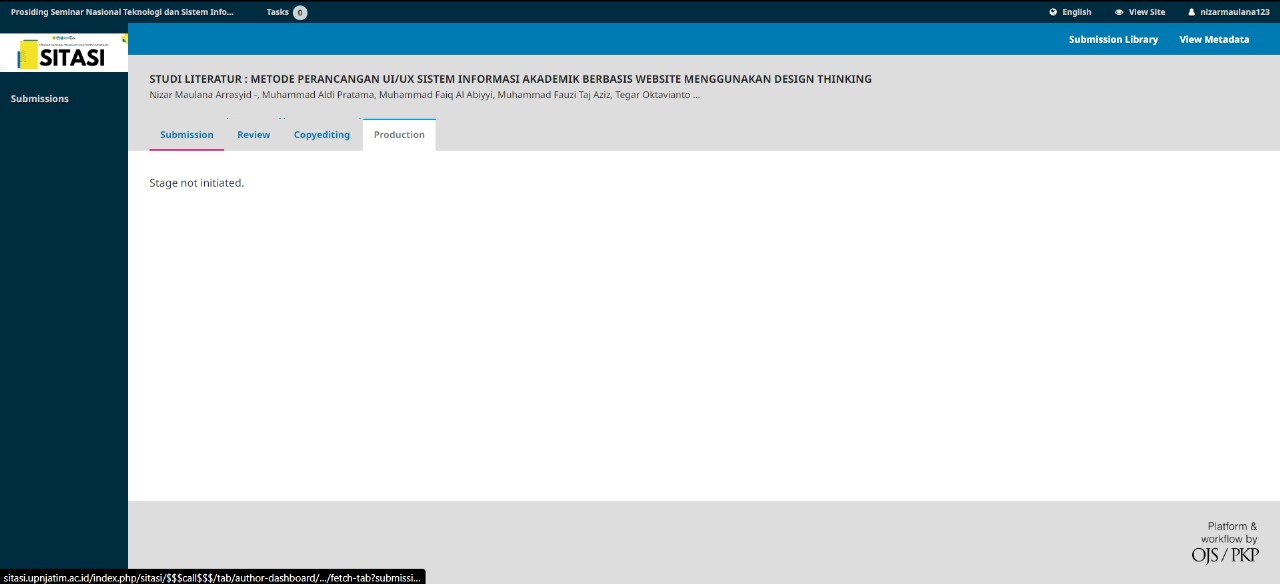 Prosiding Seminar Nasional Teknologi dan Sistem Info... Tasks 0 English View Site nizarmaulana123
SITASI Submission Library View Metadata
Submissions
STUDI LITERATUR : METODE PERANCANGAN UI/UX SISTEM INFORMASI AKADEMIK BERBASIS WEBSITE MENGGUNAKAN DESIGN THINKING
Nizar Maulana Arrasyid -, Muhammad Aldi Pratama, Muhammad Faiq Al Abiyyi, Muhammad Fauzi Taj Aziz, Tegar Oktavianto ...
Submission Review Copyediting Production
Stage not initiated.
Platform &
workflow by
OJS / PKP
sitasi.upnjatim.ac.id/index.php/sitasi/$$$call$$$/tab/author-dashboard/.../fetch-tab?submissi...